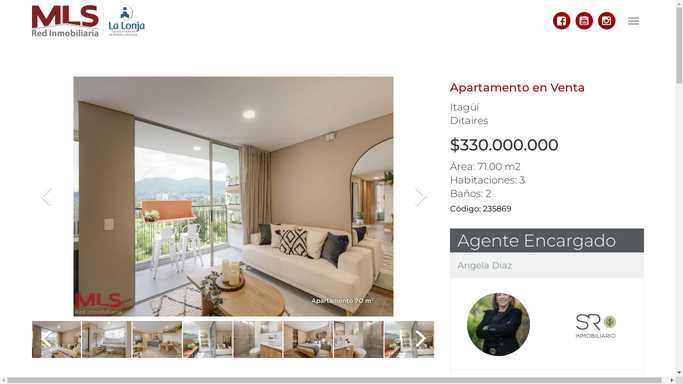 MLS
Red Inmobiliaria
La Lonja
Apartamento en Venta
Itagüí
Ditaires
$330.000.000
Área: 71.00 m2
Habitaciones: 3
Baños: 2
Código: 235869
Agente Encargado
Angela Diaz
MLS
Red Inmobiliaria
Apartamento 70 m²
SR
INMOBILIARIO